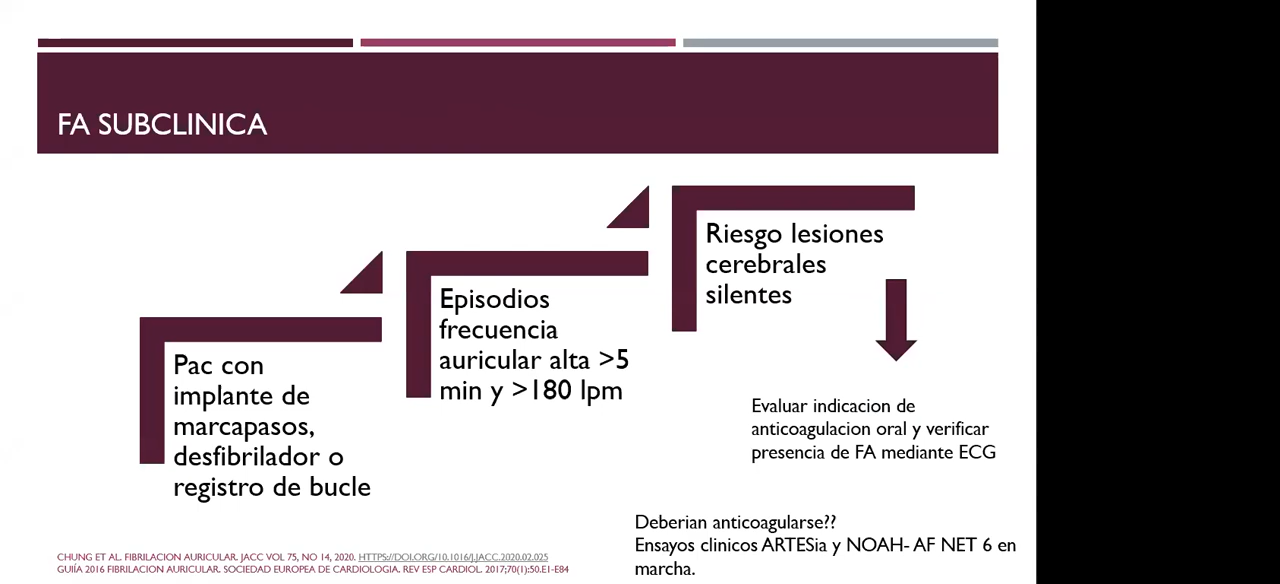 FA SUBCLINICA
Pac con
implante de
marcapasos,
desfibrilador o
registro de bucle
Episodios
frecuencia
auricular alta >5
min y >180 lpm
Riesgo lesiones
cerebrales
silentes
Evaluar indicacion de
anticoagulacion oral y verificar
presencia de FA mediante ECG
Deberian anticoagularse??
Ensayos clinicos ARTESia y NOAH- AF NET 6 en
marcha.
CHUNG ET AL. FIBRILACION AURICULAR. JACC VOL 75, NO 14, 2020. HTTPS://DOI.ORG/10.1016/J.JACC.2020.02.025
GUIÍA 2016 FIBRILACION AURICULAR. SOCIEDAD EUROPEA DE CARDIOLOGIA. REV ESP CARDIOL. 2017;70(1):50.E1-E84